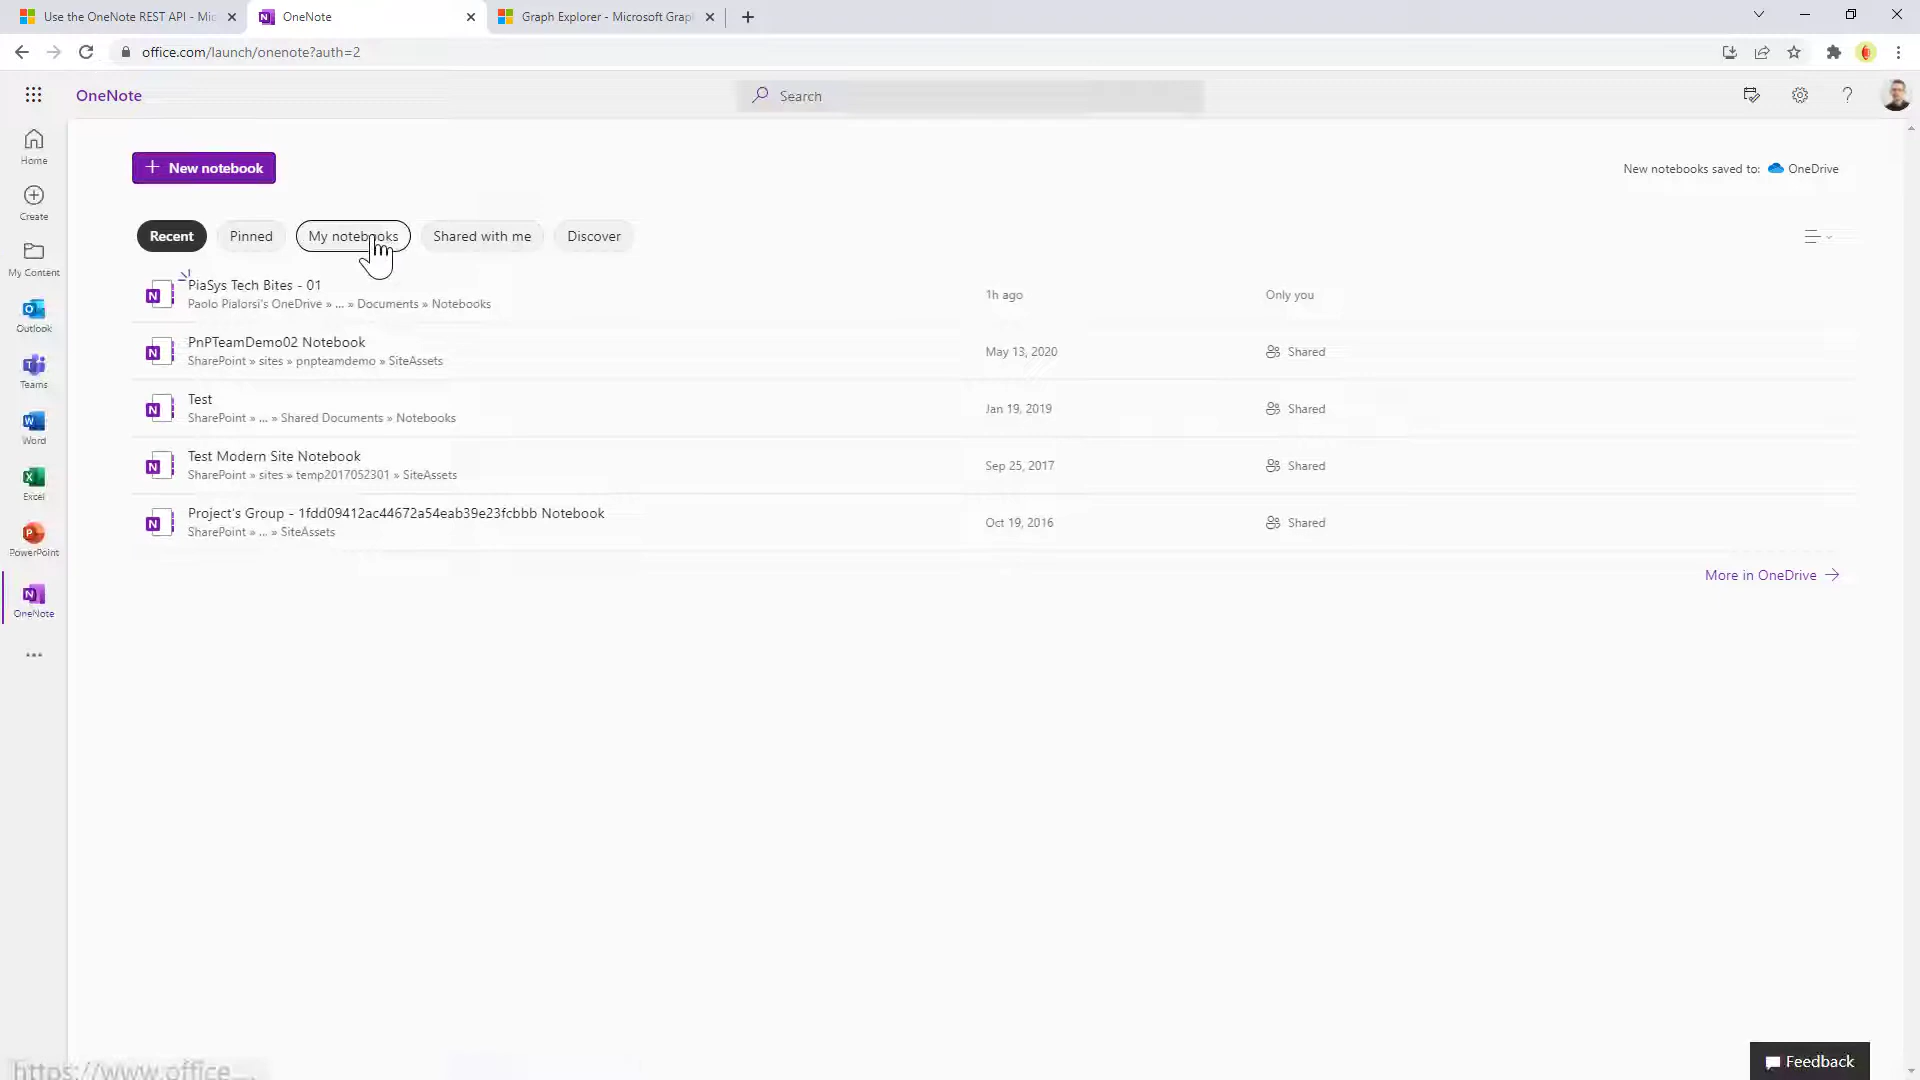 Use the OneNote REST API - Mic
OneNote
Graph Explorer - Microsoft Grap
office.com/launch/onenote?auth=2
OneNote
Search
Home
Create
My Content
Outlook
Teams
Word
Excel
PowerPoint
OneNote
New notebook
New notebooks saved to: OneDrive
Recent
Pinned
My notebooks
Shared with me
Discover
PiaSys Tech Bites - 01
Paolo Pialorsi's OneDrive » ... » Documents » Notebooks
1h ago
Only you
PnPTeamDemo02 Notebook
SharePoint » sites » pnpteamdemo » SiteAssets
May 13, 2020
Shared
Test
SharePoint » ... » Shared Documents » Notebooks
Jan 19, 2019
Shared
Test Modern Site Notebook
SharePoint » sites » temp2017052301 » SiteAssets
Sep 25, 2017
Shared
Project's Group - 1fdd09412ac44672a54eab39e23fcbbb Notebook
SharePoint » ... » SiteAssets
Oct 19, 2016
Shared
More in OneDrive
Feedback
https://www.office....